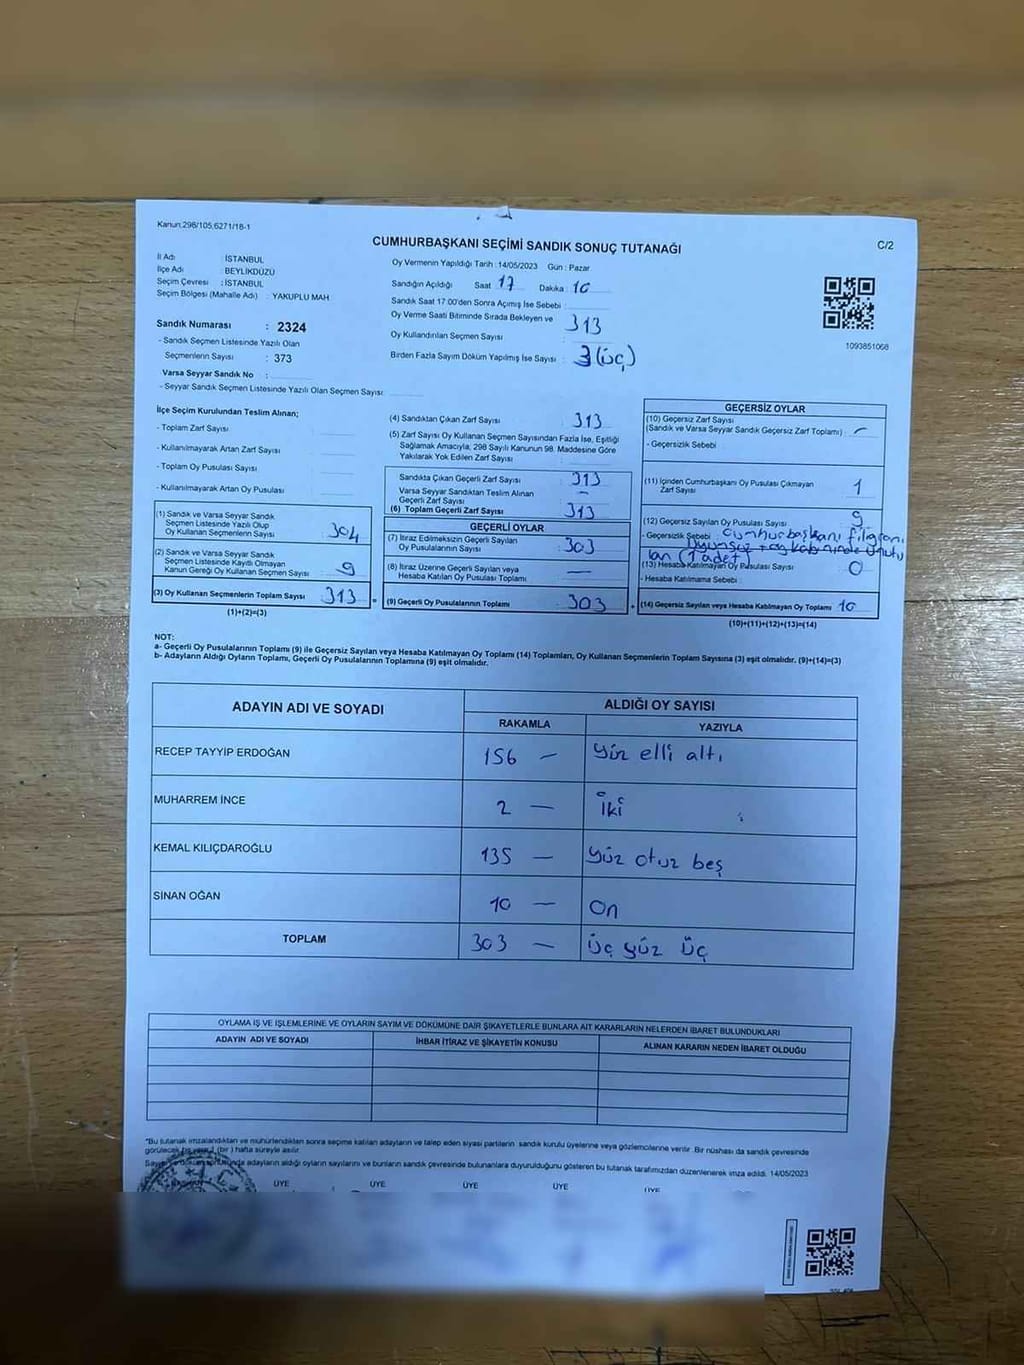 Kanun:298/105,6271/18-1
CUMHURBAŞKANI SEÇİMİ SANDIK SONUÇ TUTANAĞI
C/2
İl Adı : İSTANBUL
İlçe Adı : BEYLİKDÜZÜ
Seçim Çevresi : İSTANBUL
Seçim Bölgesi (Mahalle Adı) : YAKUPLU MAH.
Sandık Numarası : 2324
- Sandık Seçmen Listesinde Yazılı Olan
Seçmenlerin Sayısı : 373
Varsa Seyyar Sandık No :
- Seyyar Sandık Seçmen Listesinde Yazılı Olan Seçmen Sayısı:
Oy Vermenin Yapıldığı Tarih :14/05/2023 Gün : Pazar
Sandığın Açıldığı Saat 17 Dakika 10
Sandık Saat 17:00'den Sonra Açımış İse Sebebi :
Oy Verme Saati Bitiminde Sırada Bekleyen ve
Oy Kullandırılan Seçmen Sayısı : 313
Birden Fazla Sayım Döküm Yapılmış İse Sayısı : 3 (üç)
1093851068
İlçe Seçim Kurulundan Teslim Alınan;
- Toplam Zarf Sayısı :
- Kullanılmayarak Artan Zarf Sayısı :
- Toplam Oy Pusulası Sayısı :
- Kullanılmayarak Artan Oy Pusulası :
(1) Sandık ve Varsa Seyyar Sandık
Seçmen Listesinde Yazılı Olup
Oy Kullanan Seçmenlerin Sayısı : 304
(2) Sandık ve Varsa Seyyar Sandık
Seçmen Listesinde Kayıtlı Olmayan
Kanun Gereği Oy Kullanan Seçmen Sayısı : 9
(3) Oy Kullanan Seçmenlerin Toplam Sayısı : 313
(1)+(2)=(3)
(4) Sandıktan Çıkan Zarf Sayısı : 313
(5) Zarf Sayısı Oy Kullanan Seçmen Sayısından Fazla İse, Eşitliği
Sağlamak Amacıyla; 298 Sayılı Kanunun 98. Maddesine Göre
Yakılarak Yok Edilen Zarf Sayısı :
Sandıkta Çıkan Geçerli Zarf Sayısı : 313
Varsa Seyyar Sandıktan Teslim Alınan
Geçerli Zarf Sayısı : —
(6) Toplam Geçerli Zarf Sayısı : 313
GEÇERLİ OYLAR
(7) İtiraz Edilmeksizin Geçerli Sayılan
Oy Pusulalarının Sayısı : 303
(8) İtiraz Üzerine Geçerli Sayılan veya
Hesaba Katılan Oy Pusulası Toplamı : —
(9) Geçerli Oy Pusulalarının Toplamı : 303
GEÇERSİZ OYLAR
(10) Geçersiz Zarf Sayısı
(Sandık ve Varsa Seyyar Sandık Geçersiz Zarf Toplamı) : —
- Geçersizlik Sebebi :
(11) İçinden Cumhurbaşkanı Oy Pusulası Çıkmayan
Zarf Sayısı : 1
(12) Geçersiz Sayılan Oy Pusulası Sayısı : 9
- Geçersizlik Sebebi : Cumhurbaşkanı filigranı
Uyumsuz + oy kabininde unutu
lan (1 adet)
(13) Hesaba Katılmayan Oy Pusulası Sayısı : 0
- Hesaba Katılmama Sebebi :
(14) Geçersiz Sayılan veya Hesaba Katılmayan Oy Toplamı : 10
(10)+(11)+(12)+(13)=(14)
NOT:
a- Geçerli Oy Pusulalarının Toplamı (9) ile Geçersiz Sayılan veya Hesaba Katılmayan Oy Toplamı (14) Toplamları, Oy Kullanan Seçmenlerin Toplam Sayısına (3) eşit olmalıdır. (9)+(14)=(3)
b- Adayların Aldığı Oyların Toplamı, Geçerli Oy Pusulalarının Toplamına (9) eşit olmalıdır.
ADAYIN ADI VE SOYADI ALDIĞI OY SAYISI
RAKAMLA YAZIYLA
RECEP TAYYİP ERDOĞAN 156 — Yüz elli altı
MUHARREM İNCE 2 — İki
KEMAL KILIÇDAROĞLU 135 — Yüz otuz beş
SİNAN OĞAN 10 — On
TOPLAM 303 — Üç yüz üç
OYLAMA İŞ VE İŞLEMLERİNE VE OYLARIN SAYIM VE DÖKÜMÜNE DAİR ŞİKAYETLERLE BUNLARA AİT KARARLARIN NELERDEN İBARET BULUNDUKLARI
ADAYIN ADI VE SOYADI İHBAR İTİRAZ VE ŞİKAYETİN KONUSU ALINAN KARARIN NEDEN İBARET OLDUĞU
*Bu tutanak imzalandıktan ve mühürlendikten sonra seçime katılan adayların ve talep eden siyasi partilerin sandık kurulu üyelerine veya gözlemcilerine verilir. Bir nüshası da sandık çevresinde
görülecek bir yere 1 (bir) hafta süreyle asılır.
adayların aldığı oyların sayılarını ve bunların sandık çevresinde bulunanlara duyurulduğunu gösteren bu tutanak tarafımızdan düzenlenerek imza edildi. 14/05/2023
ÜYE ÜYE ÜYE ÜYE ÜYE